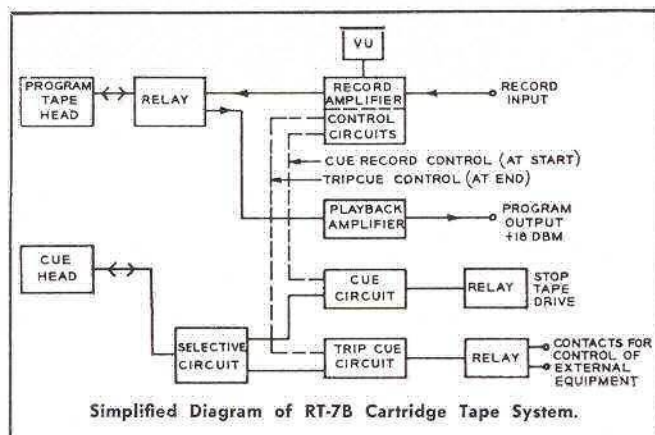 VU
PROGRAM
TAPE
HEAD
RELAY
RECORD
AMPLIFIER
CONTROL
CIRCUITS
RECORD
INPUT
CUE RECORD CONTROL (AT START)
TRIPCUE CONTROL (AT END)
PLAYBACK
AMPLIFIER
PROGRAM
OUTPUT
+18 DBM
CUE
HEAD
CUE
CIRCUIT
RELAY
STOP
TAPE
DRIVE
SELECTIVE
CIRCUIT
TRIP CUE
CIRCUIT
RELAY
CONTACTS FOR
CONTROL OF
EXTERNAL
EQUIPMENT
Simplified Diagram of RT-7B Cartridge Tape System.